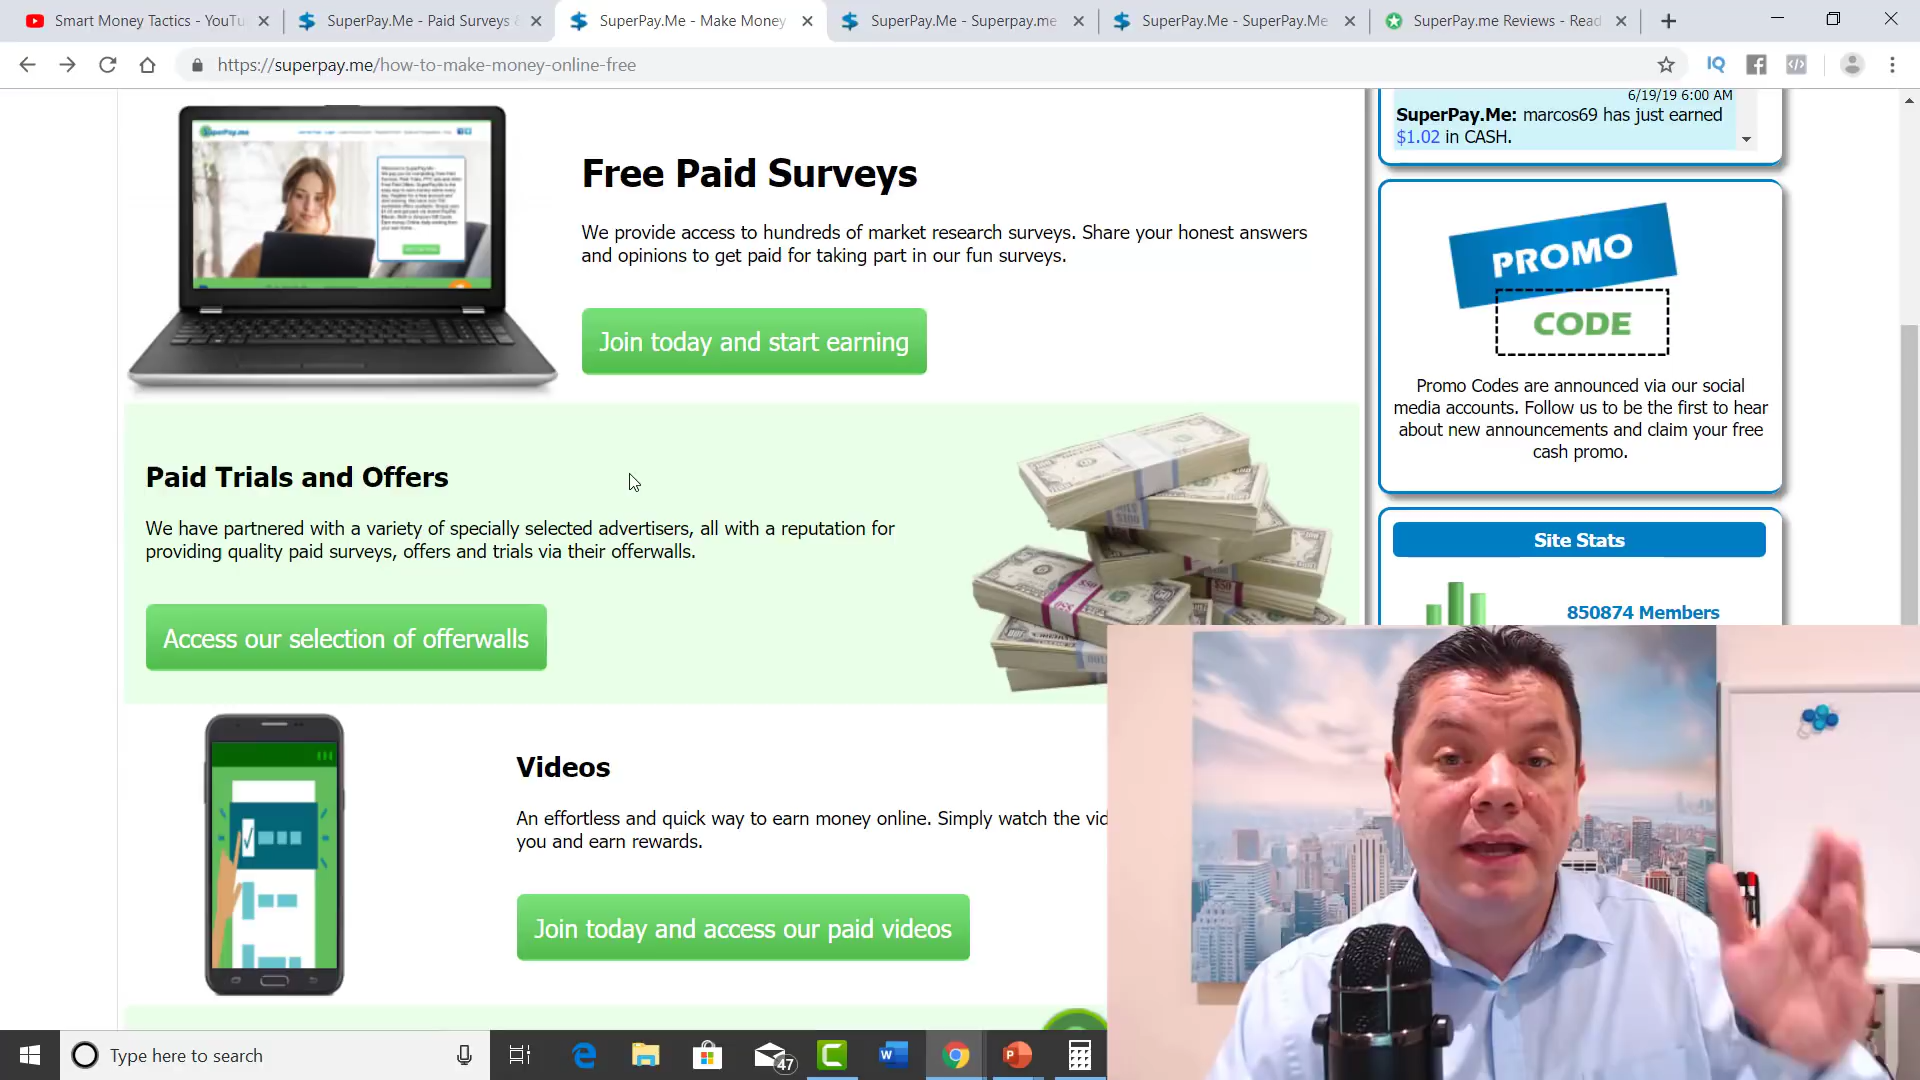 Smart Money Tactics - YouTu
SuperPay.Me - Paid Surveys &
SuperPay.Me - Make Money
SuperPay.Me - Superpay.me
SuperPay.Me - SuperPay.Me
SuperPay.me Reviews - Read
https://superpay.me/how-to-make-money-online-free
IQ
6/19/19 6:00 AM
SuperPay.Me: marcos69 has just earned
$1.02 in CASH.
Free Paid Surveys
We provide access to hundreds of market research surveys. Share your honest answers
and opinions to get paid for taking part in our fun surveys.
Join today and start earning
PROMO
CODE
Promo Codes are announced via our social
media accounts. Follow us to be the first to hear
about new announcements and claim your free
cash promo.
Paid Trials and Offers
We have partnered with a variety of specially selected advertisers, all with a reputation for
providing quality paid surveys, offers and trials via their offerwalls.
Access our selection of offerwalls
Site Stats
850874 Members
Videos
An effortless and quick way to earn money online. Simply watch the vid
you and earn rewards.
Join today and access our paid videos
Type here to search
47